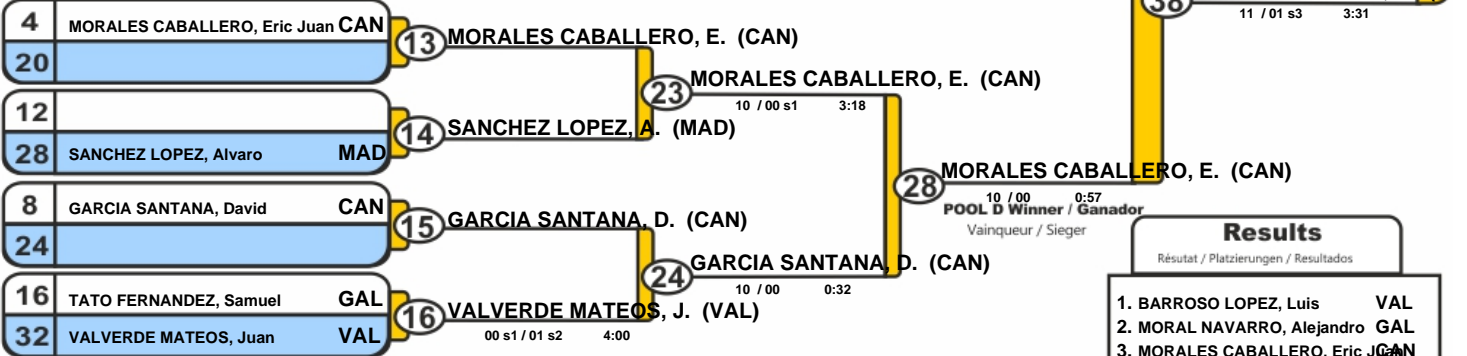 38
11 / 01 s3 3:31
4 MORALES CABALLERO, Eric Juan CAN
20
13 MORALES CABALLERO, E. (CAN)
12
28 SANCHEZ LOPEZ, Alvaro MAD
14 SANCHEZ LOPEZ, A. (MAD)
23 MORALES CABALLERO, E. (CAN)
10 / 00 s1 3:18
8 GARCIA SANTANA, David CAN
24
15 GARCIA SANTANA, D. (CAN)
16 TATO FERNANDEZ, Samuel GAL
32 VALVERDE MATEOS, Juan VAL
16 VALVERDE MATEOS, J. (VAL)
00 s1 / 01 s2 4:00
24 GARCIA SANTANA, D. (CAN)
10 / 00 0:32
28 MORALES CABALLERO, E. (CAN)
10 / 00 0:57
POOL D Winner / Ganador
Vainqueur / Sieger
Results
Résutat / Platzierungen / Resultados
1. BARROSO LOPEZ, Luis VAL
2. MORAL NAVARRO, Alejandro GAL
3. MORALES CABALLERO, Eric CAN